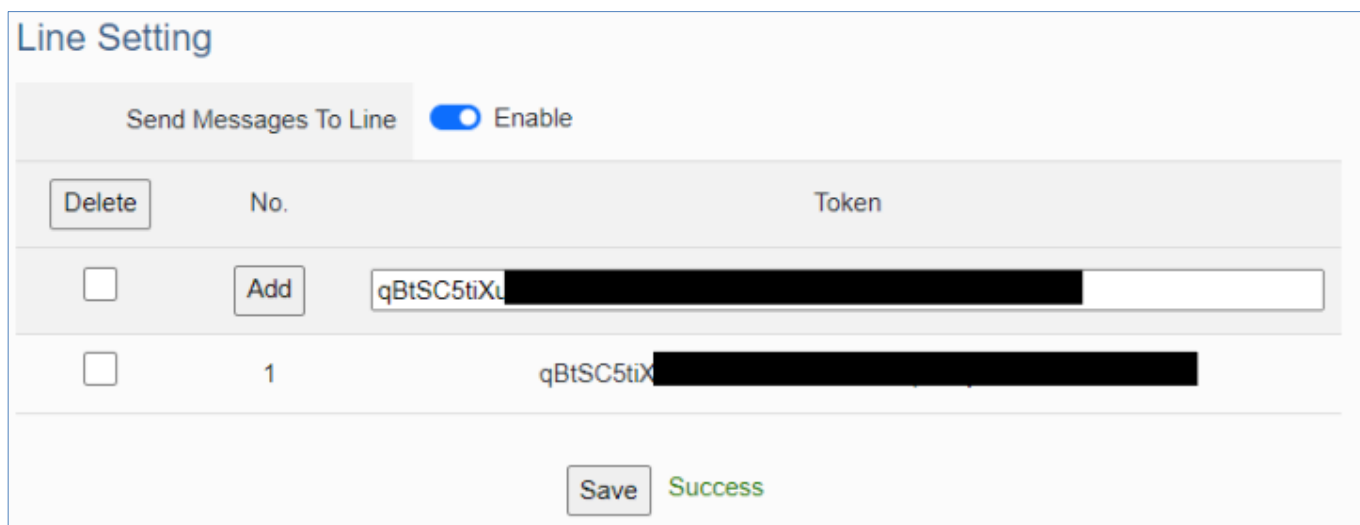 Line Setting
Send Messages To Line Enable
Delete No. Token
Add qBtSC5tiXu
1 qBtSC5tiX
Save Success